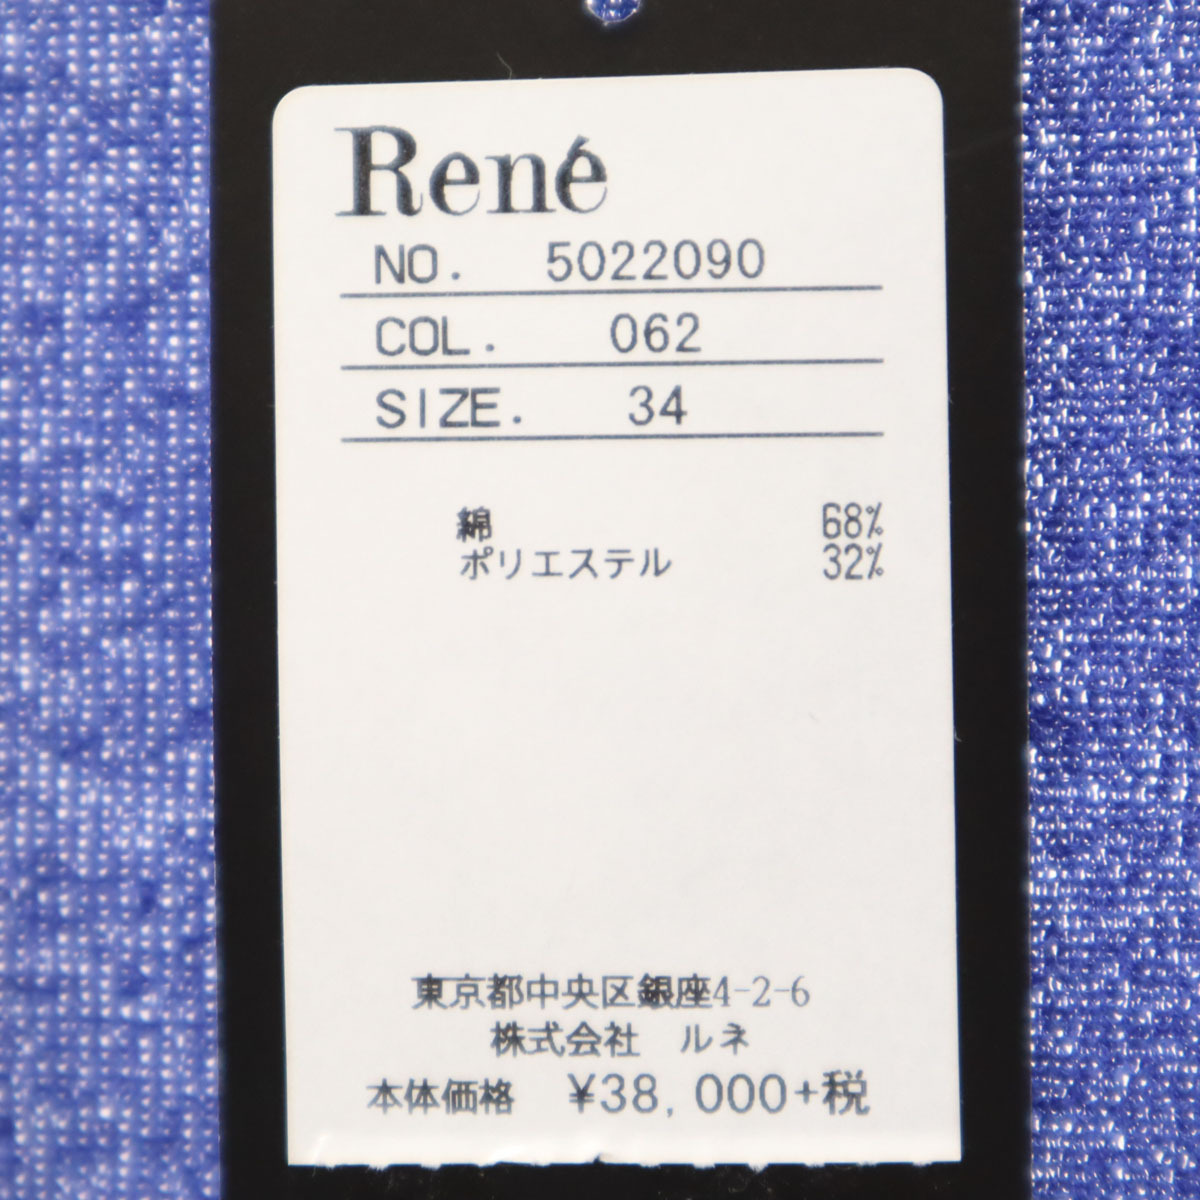 René
NO. 5022090
COL. 062
SIZE. 34
綿 68%
ポリエステル 32%
東京都中央区銀座4-2-6
株式会社 ルネ
本体価格 ¥38,000+税